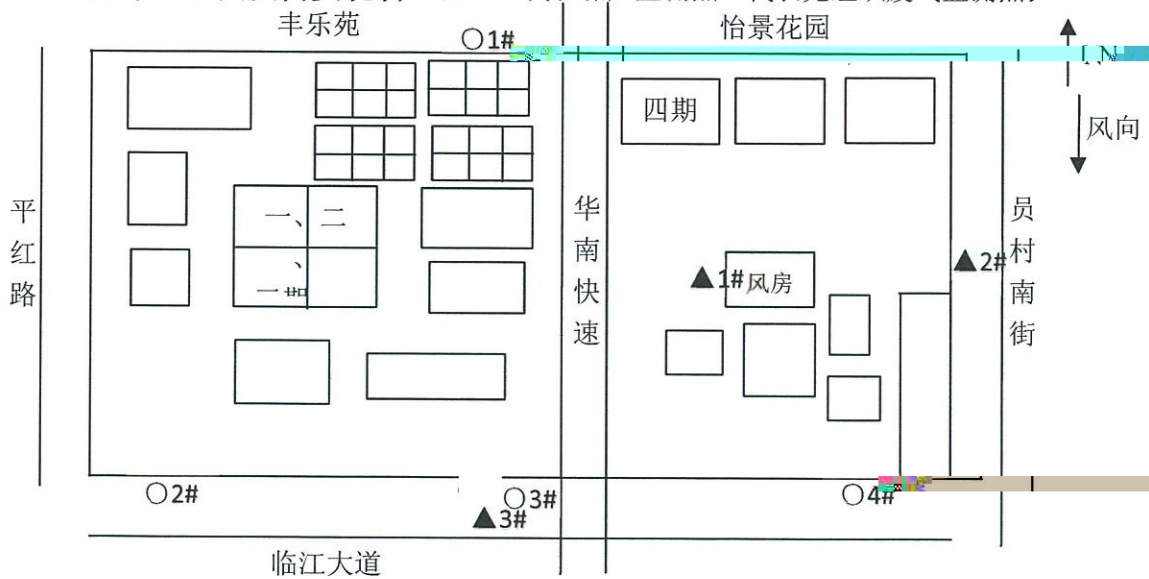 丰乐苑
怡景花园
○1#
N
风向
四期
平红路
华南快速
员村南街
一、二
、
▲1#
风房
▲2#
○2#
○3#
▲3#
○4#
临江大道